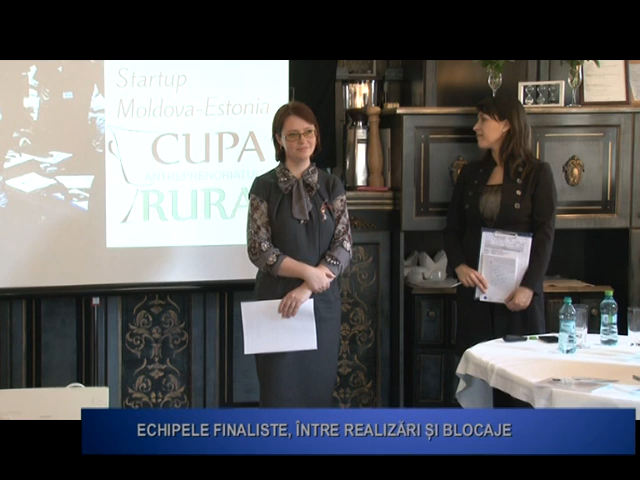 Startup
Moldova-Estonia
CUPA
RURA
ECHIPELE FINALISTE, ÎNTRE REALIZĂRI ȘI BLOCAJE